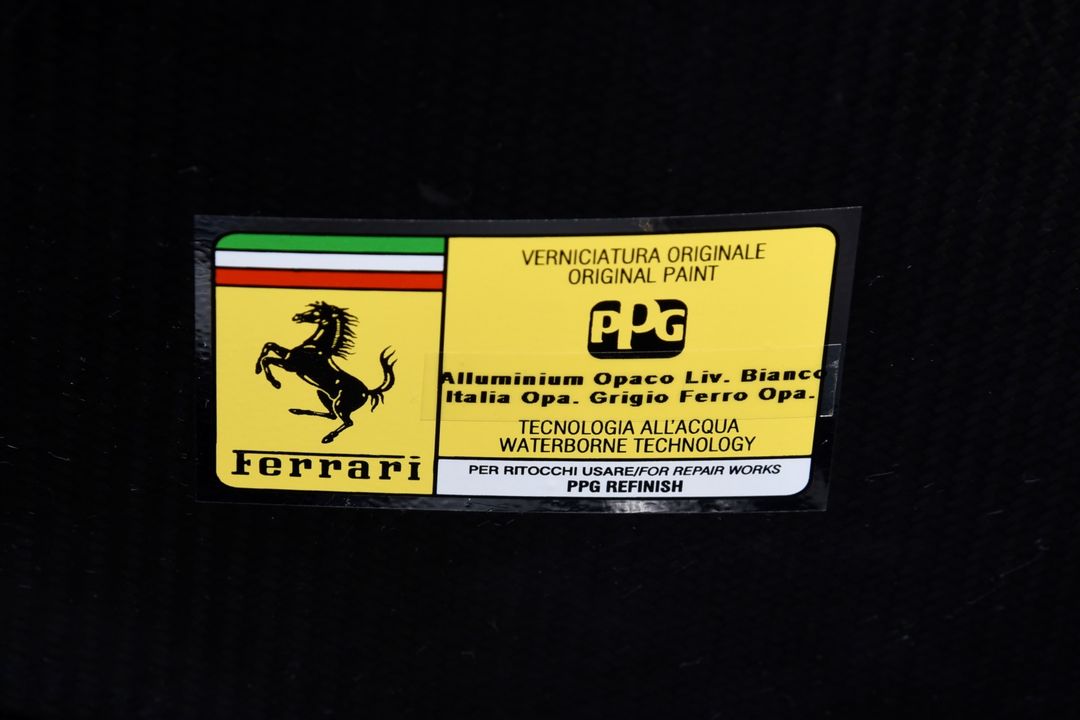 Ferrari
VERNICIATURA ORIGINALE
ORIGINAL PAINT
PPG
Alluminium Opaco Liv. Bianco
Italia Opa. Grigio Ferro Opa.
TECNOLOGIA ALL'ACQUA
WATERBORNE TECHNOLOGY
PER RITOCCHI USARE/FOR REPAIR WORKS
PPG REFINISH